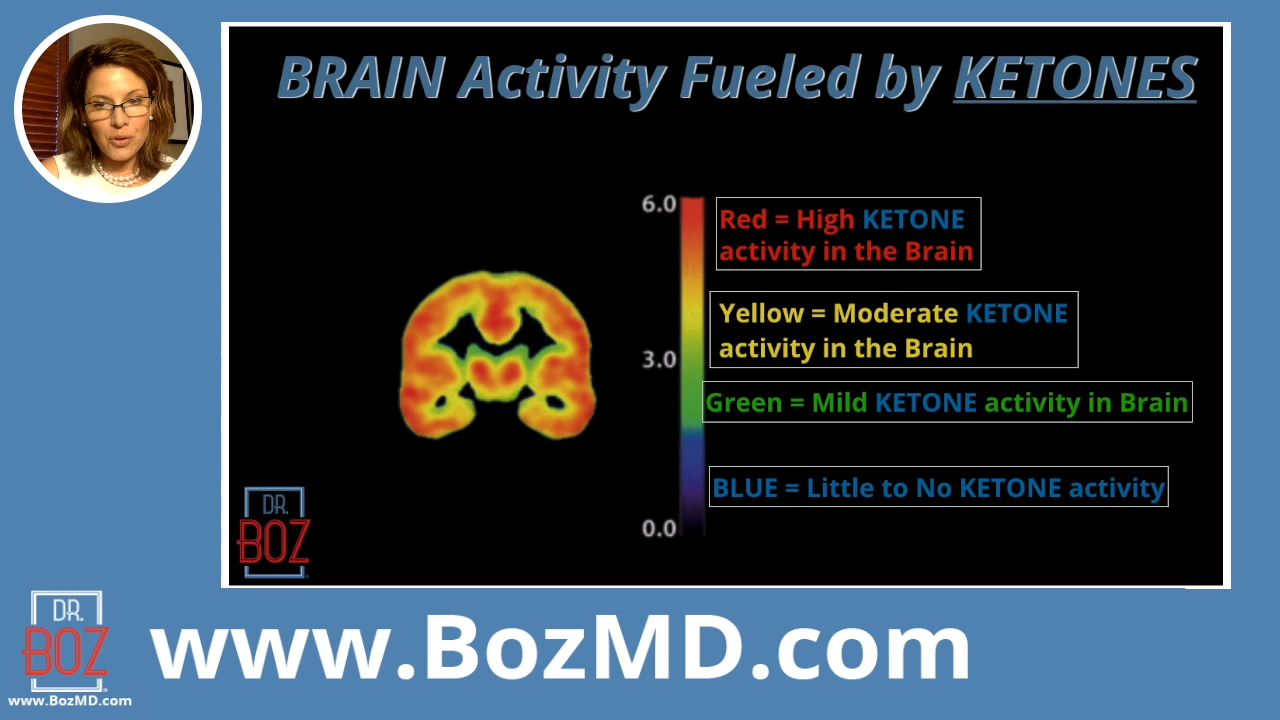 BRAIN Activity Fueled by KETONES
6.0
Red = High KETONE
activity in the Brain
Yellow = Moderate KETONE
activity in the Brain
3.0
Green = Mild KETONE activity in Brain
BLUE = Little to No KETONE activity
0.0
DR.
BOZ
DR.
BOZ
www.BozMD.com
www.BozMD.com